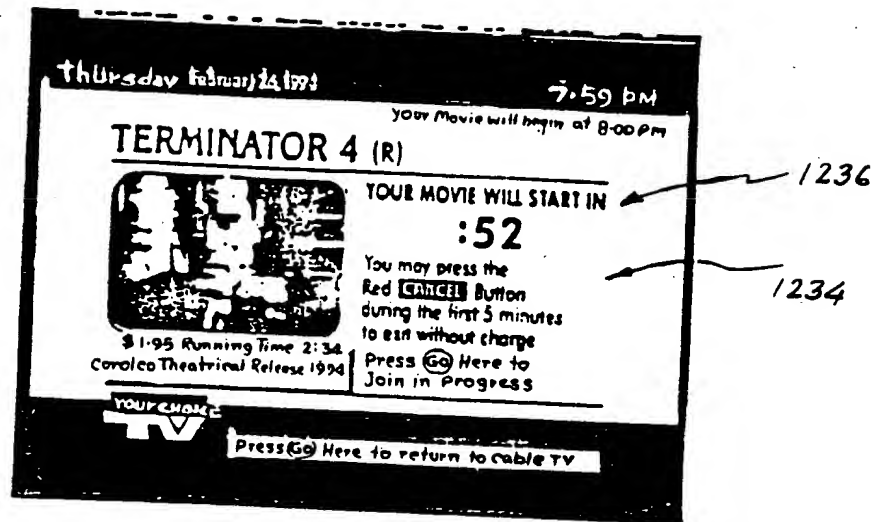 Thursday February 24, 1994
7:59 PM
your Movie will begin at 8:00 PM
TERMINATOR 4 (R)
YOUR MOVIE WILL START IN
:52
You may press the
Red CANCEL Button
during the first 5 minutes
to exit without charge
$1.95 Running Time 2:34
Carolco Theatrical Release 1994
Press Go Here to
Join in Progress
YOUR CHOICE
TV
Press Go Here to return to cable TV
1236
1234